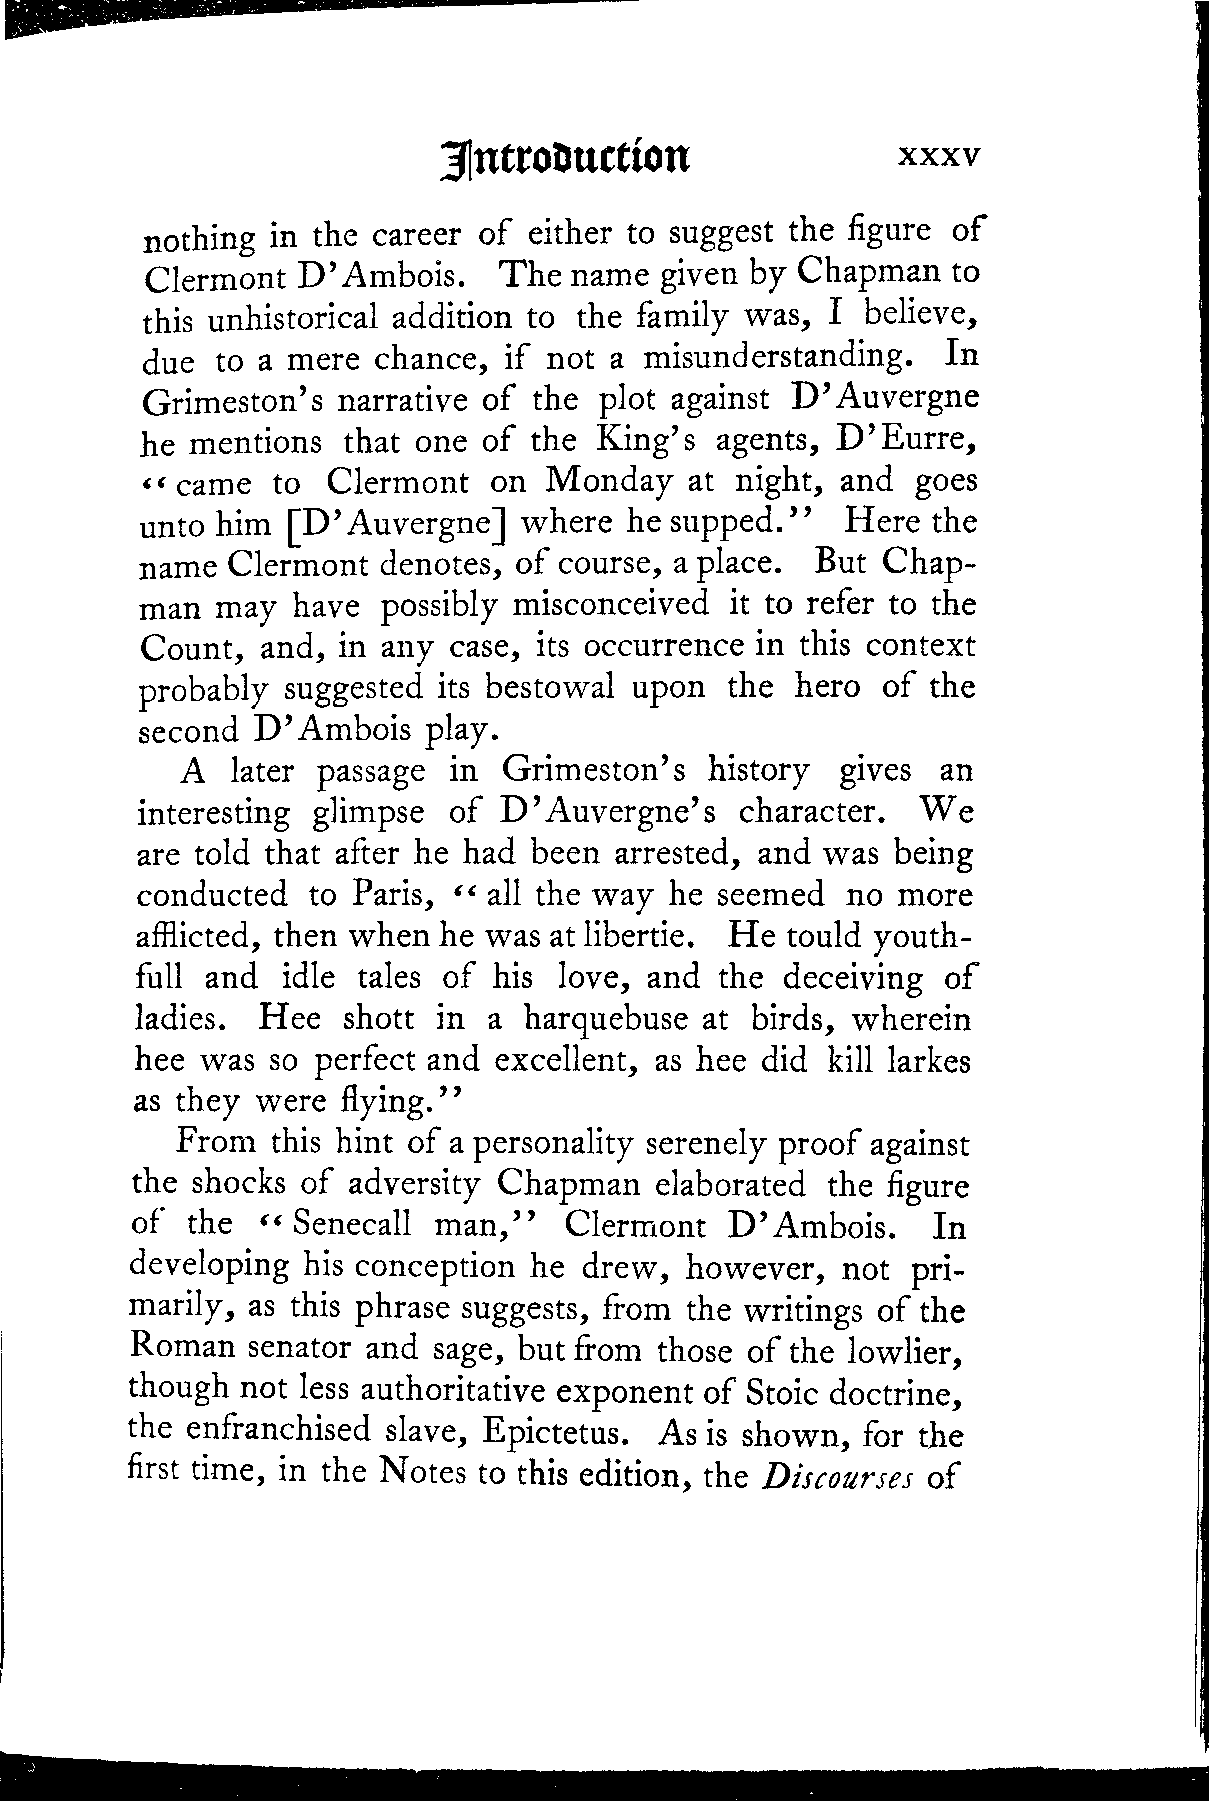 Introduction xxxv
nothing in the career of either to suggest the figure of
Clermont D'Ambois. The name given by Chapman to
this unhistorical addition to the family was, I believe,
due to a mere chance, if not a misunderstanding. In
Grimeston's narrative of the plot against D'Auvergne
he mentions that one of the King's agents, D'Eurre,
“came to Clermont on Monday at night, and goes
unto him [D'Auvergne] where he supped.” Here the
name Clermont denotes, of course, a place. But Chap-
man may have possibly misconceived it to refer to the
Count, and, in any case, its occurrence in this context
probably suggested its bestowal upon the hero of the
second D'Ambois play.
A later passage in Grimeston's history gives an
interesting glimpse of D'Auvergne's character. We
are told that after he had been arrested, and was being
conducted to Paris, “all the way he seemed no more
afflicted, then when he was at libertie. He tould youth-
full and idle tales of his love, and the deceiving of
ladies. Hee shott in a harquebuse at birds, wherein
hee was so perfect and excellent, as hee did kill larkes
as they were flying.”
From this hint of a personality serenely proof against
the shocks of adversity Chapman elaborated the figure
of the “Senecall man,” Clermont D'Ambois. In
developing his conception he drew, however, not pri-
marily, as this phrase suggests, from the writings of the
Roman senator and sage, but from those of the lowlier,
though not less authoritative exponent of Stoic doctrine,
the enfranchised slave, Epictetus. As is shown, for the
first time, in the Notes to this edition, the Discourses of